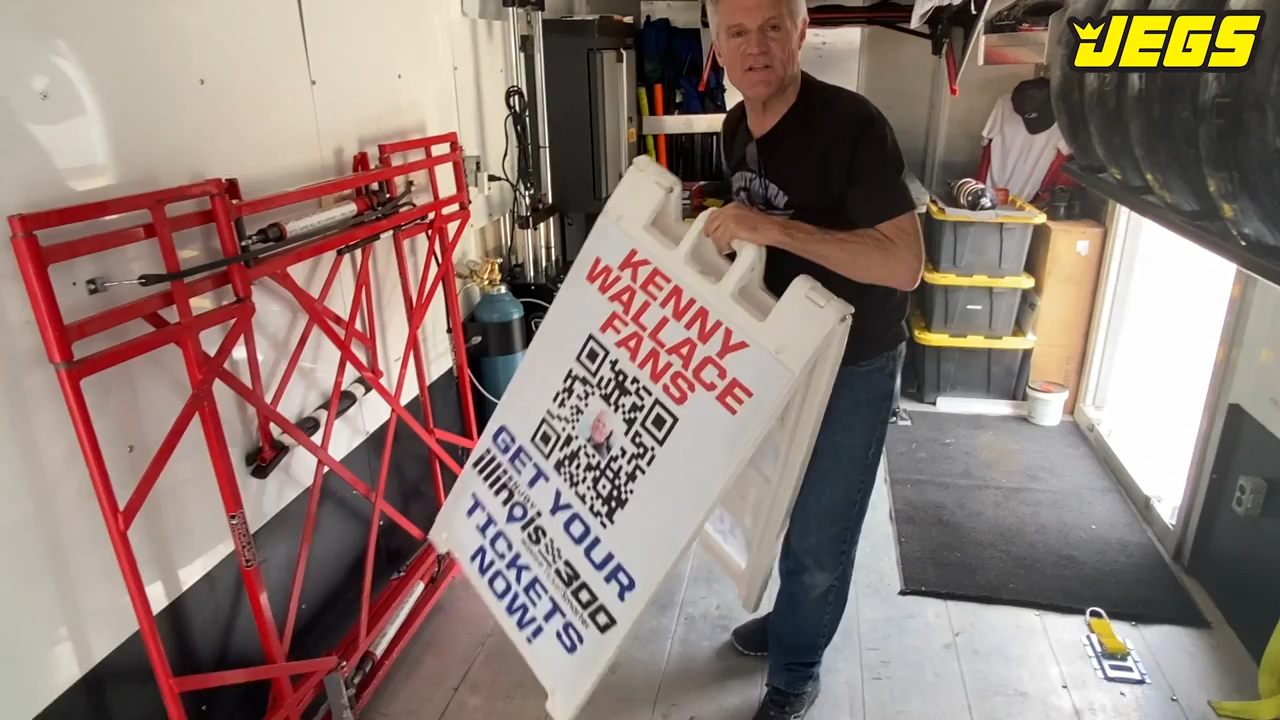 JEGS
KENNY
WALLACE
FANS
GET YOUR
illinois 300
TICKETS
NOW!